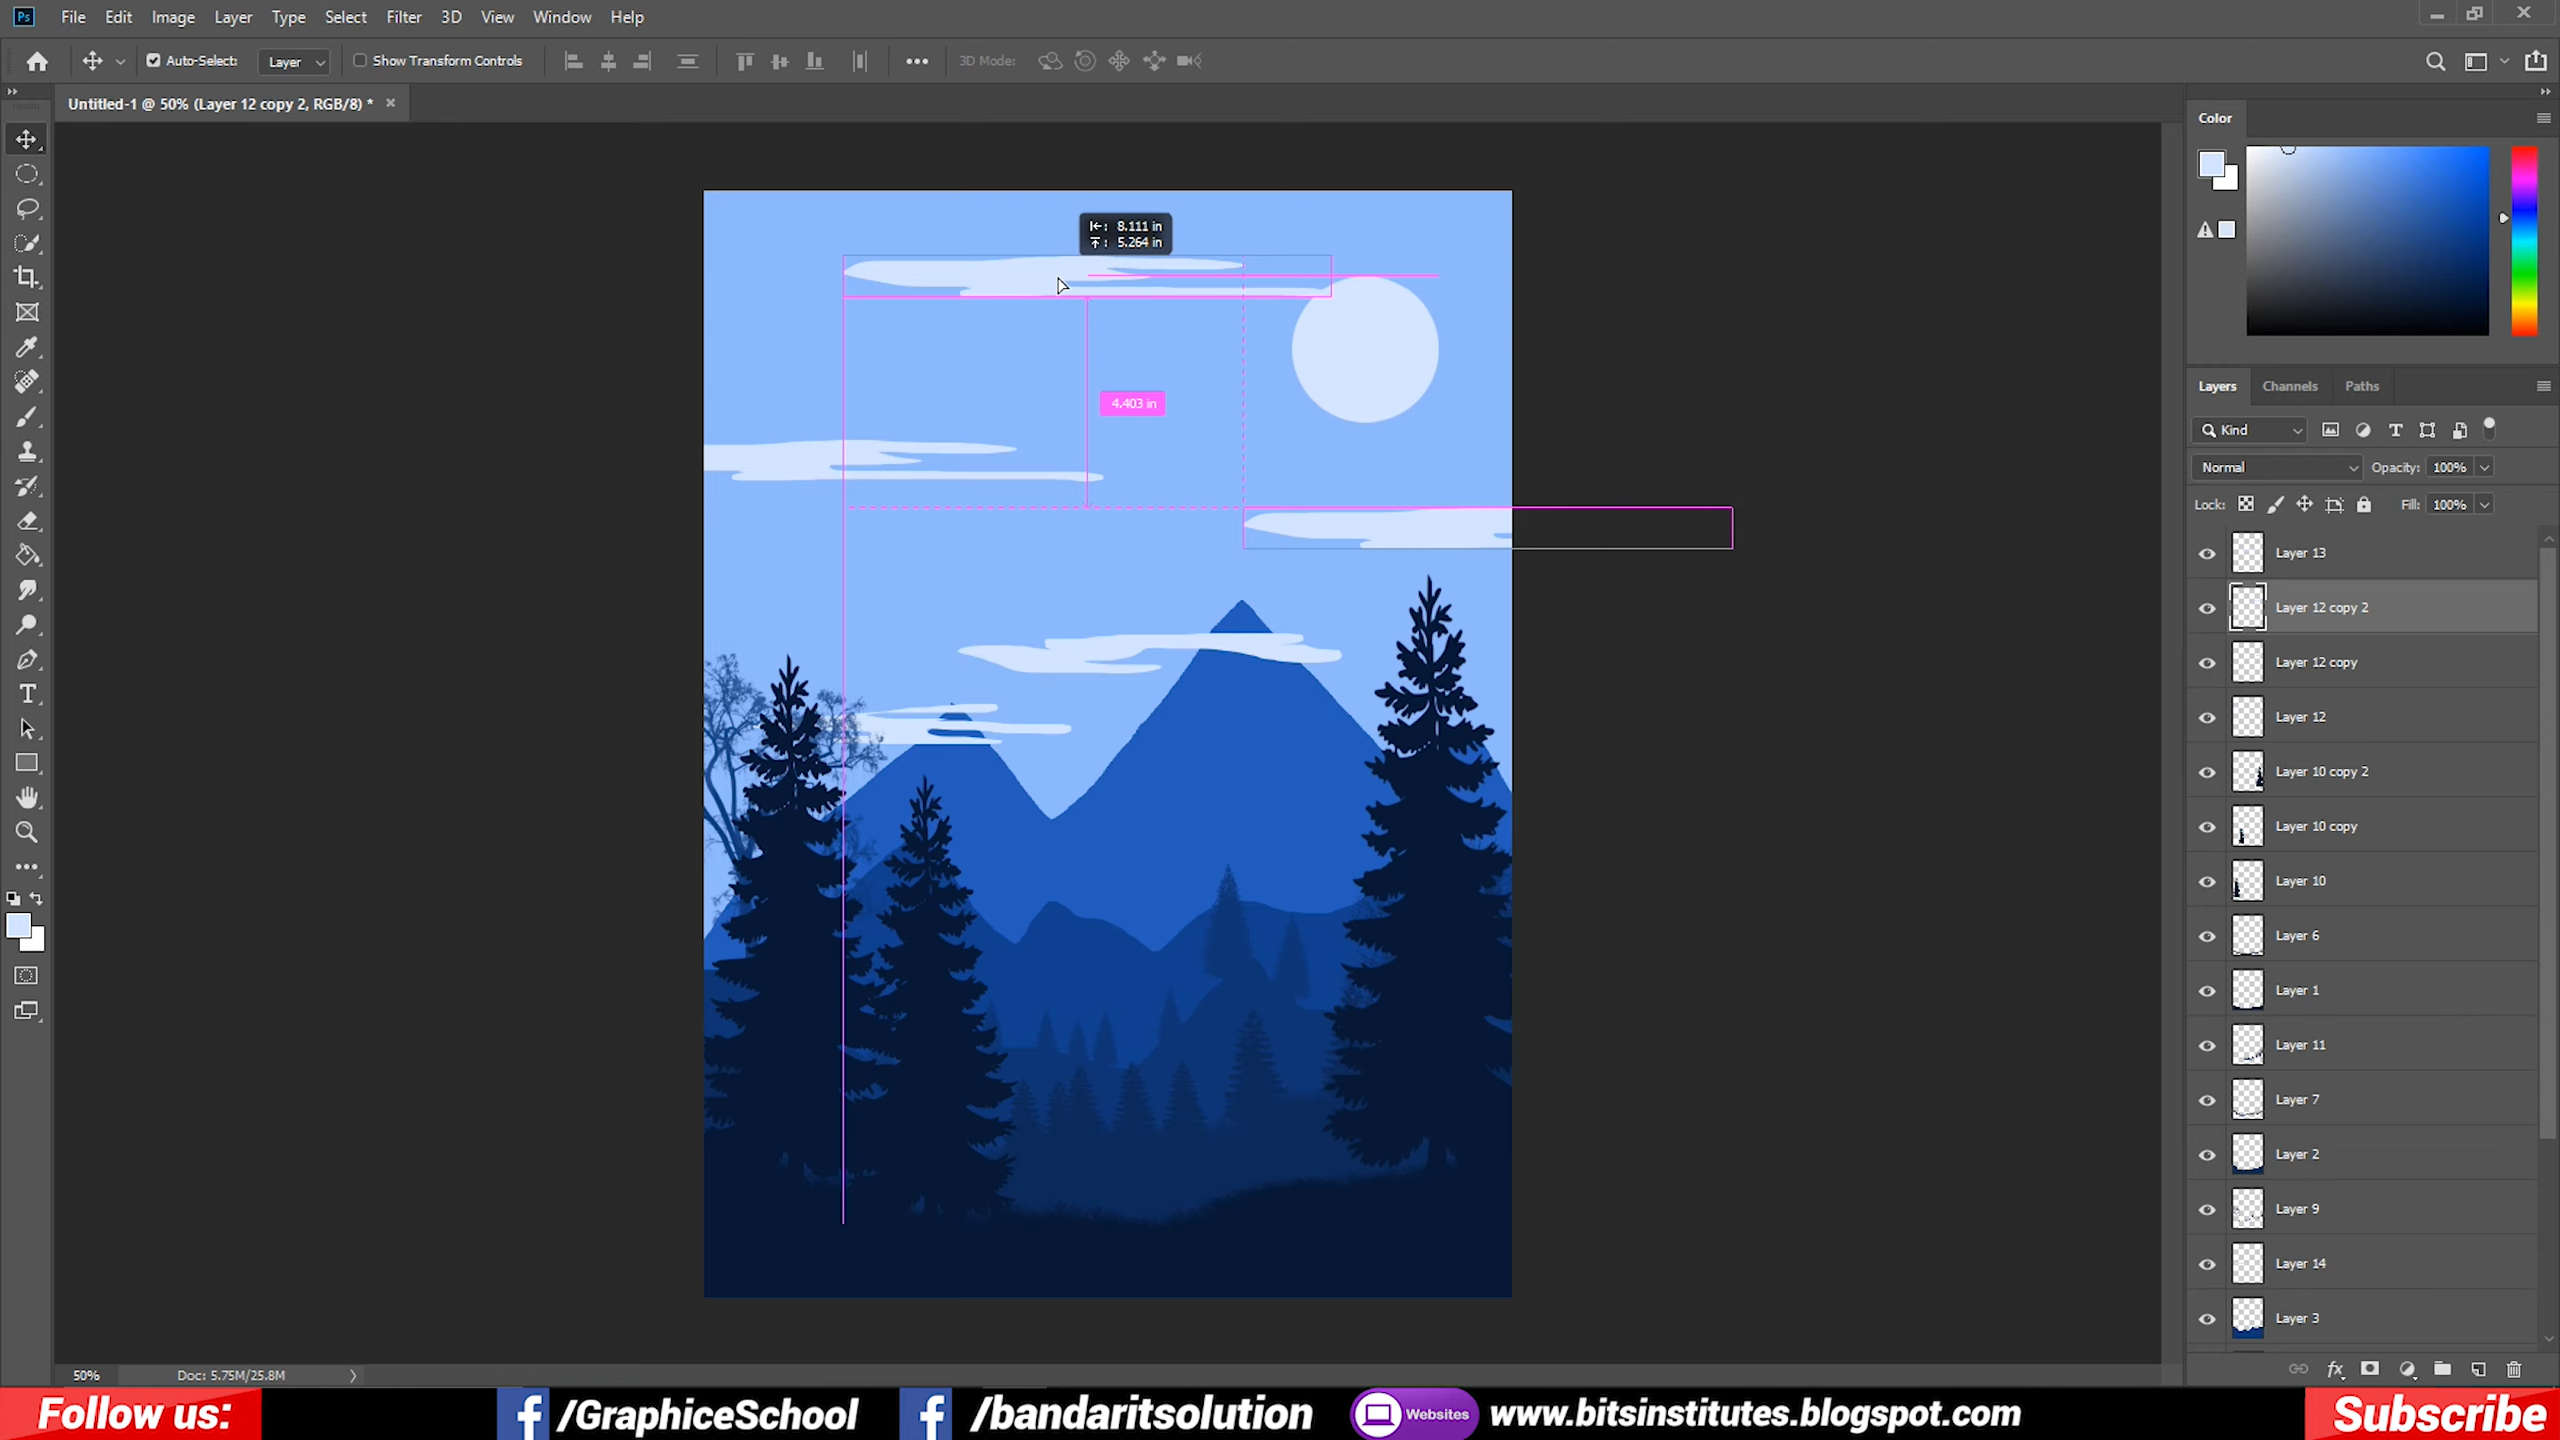 Ps File Edit Image Layer Type Select Filter 3D View Window Help
Auto-Select: Layer Show Transform Controls 3D Mode:
Untitled-1 @ 50% (Layer 12 copy 2, RGB/8) *
8.111 in
5.264 in
4.403 in
Color
Layers Channels Paths
Kind
Normal Opacity: 100%
Lock: Fill: 100%
Layer 13
Layer 12 copy 2
Layer 12 copy
Layer 12
Layer 10 copy 2
Layer 10 copy
Layer 10
Layer 6
Layer 1
Layer 11
Layer 7
Layer 2
Layer 9
Layer 14
Layer 3
50% Doc: 5.75M/25.8M
Follow us: /GraphiceSchool /bandaritsolution Websites www.bitsinstitutes.blogspot.com Subscribe